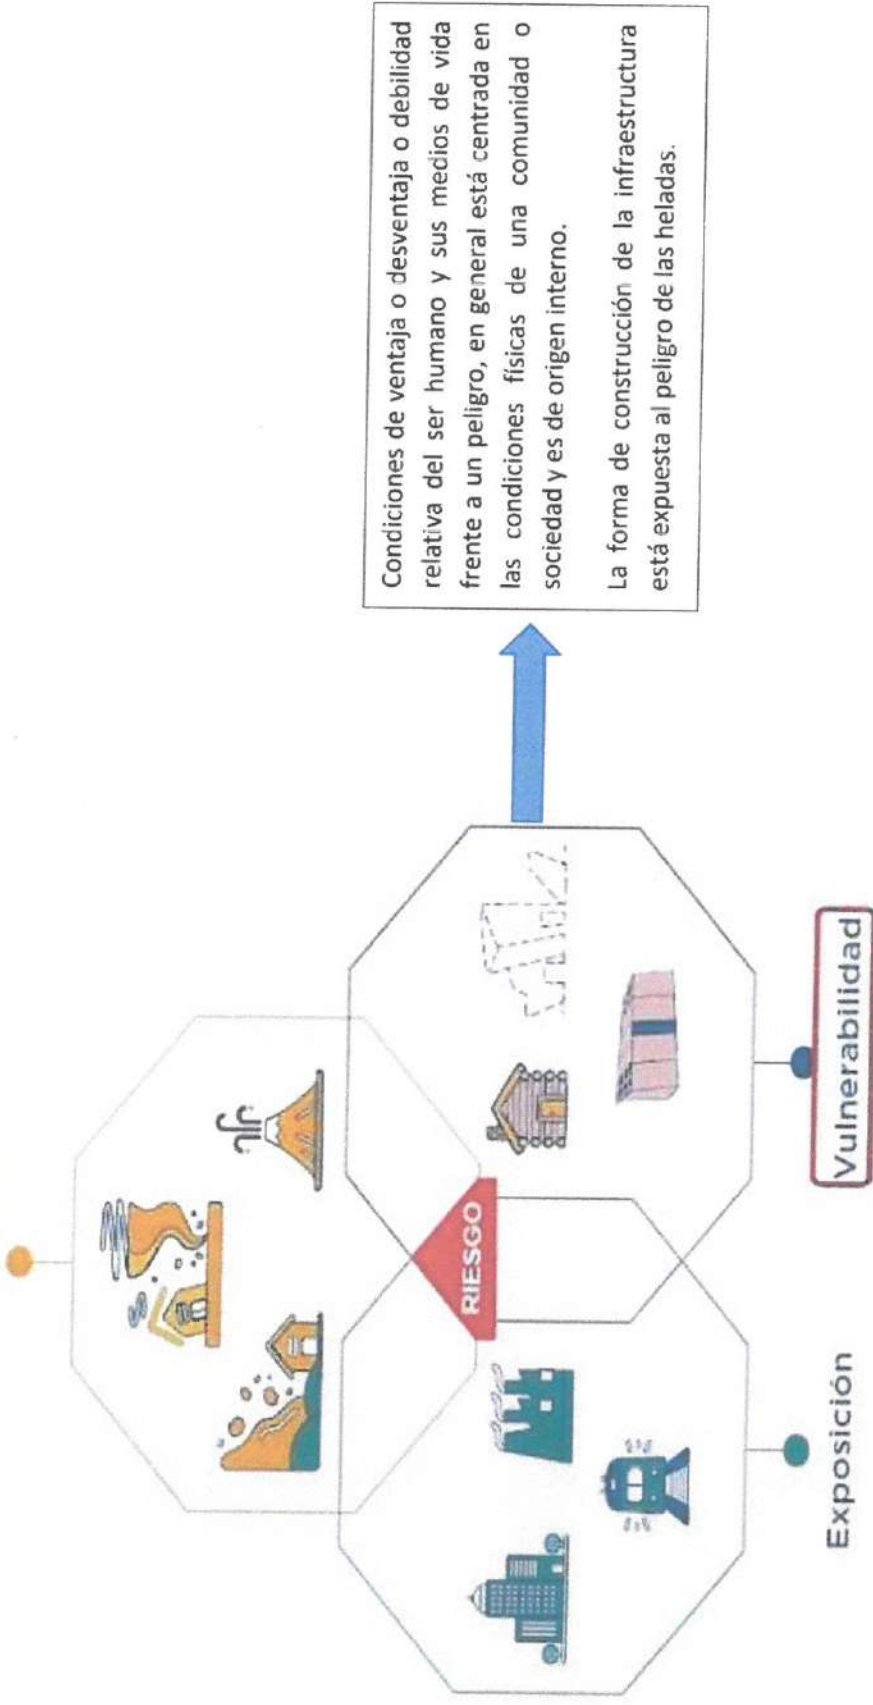 RIESGO
Exposición
Vulnerabilidad
Condiciones de ventaja o desventaja o debilidad
relativa del ser humano y sus medios de vida
frente a un peligro, en general está centrada en
las condiciones físicas de una comunidad o
sociedad y es de origen interno.
La forma de construcción de la infraestructura
está expuesta al peligro de las heladas.